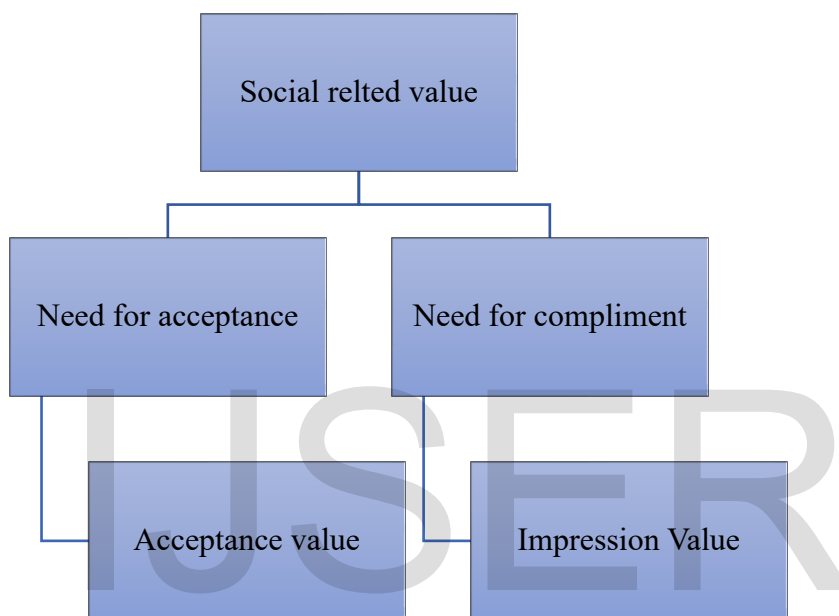 Social relted value
Need for acceptance
Need for compliment
Acceptance value
Impression Value
IJSER